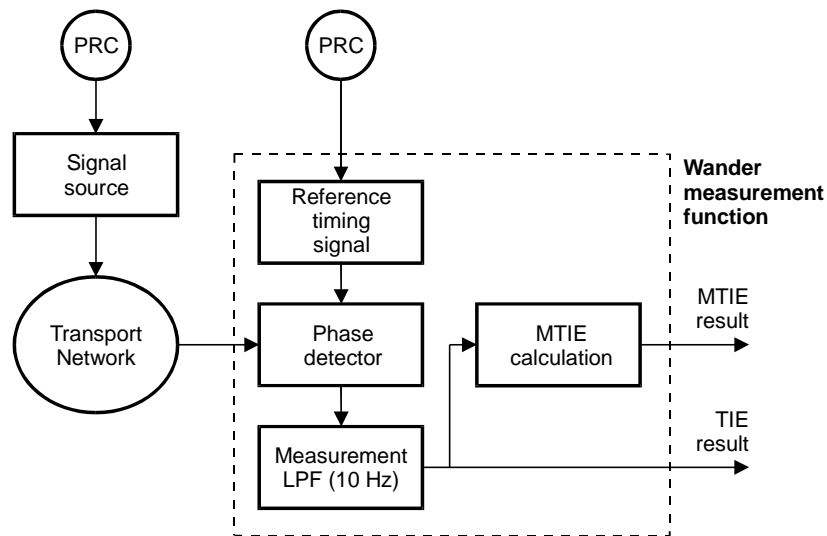 PRC
PRC
Signal
source
Wander
measurement
function
Reference
timing
signal
Transport
Network
Phase
detector
MTIE
calculation
MTIE
result
Measurement
LPF (10 Hz)
TIE
result